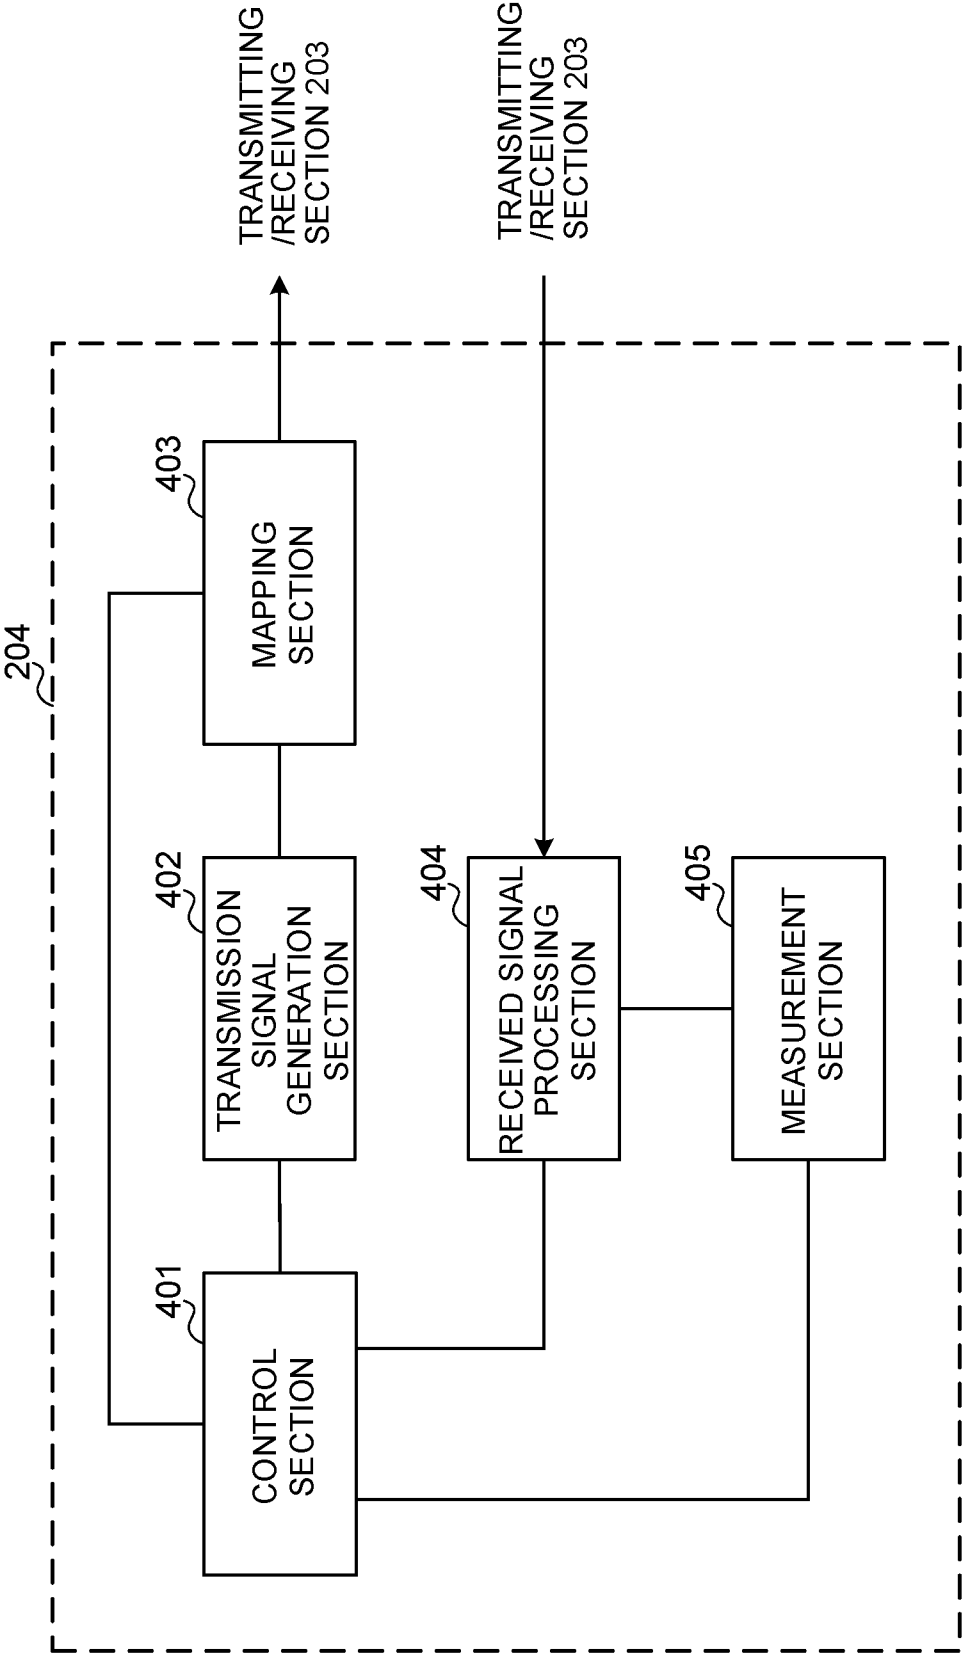 204
401
CONTROL
SECTION
402
TRANSMISSION
SIGNAL
GENERATION
SECTION
403
MAPPING
SECTION
TRANSMITTING
/RECEIVING
SECTION 203
404
RECEIVED SIGNAL
PROCESSING
SECTION
TRANSMITTING
/RECEIVING
SECTION 203
405
MEASUREMENT
SECTION